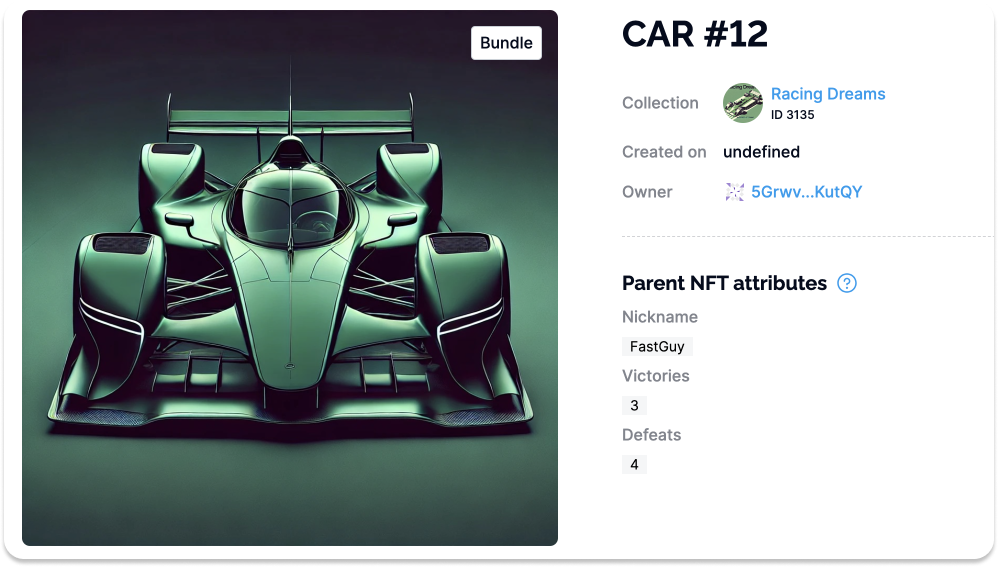 Bundle
CAR #12
Collection
Racing Dreams
ID 3135
Created on undefined
Owner 5Grwv...KutQY
Parent NFT attributes ?
Nickname
FastGuy
Victories
3
Defeats
4